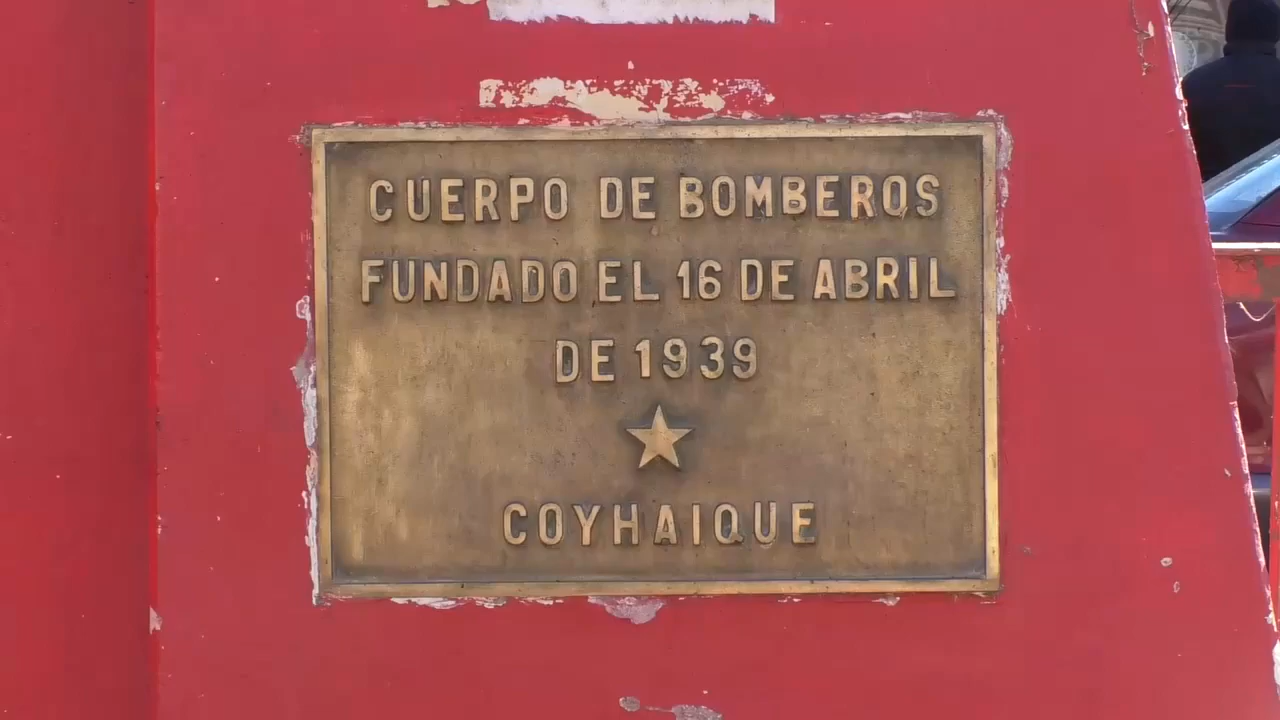 CUERPO DE BOMBEROS
FUNDADO EL 16 DE ABRIL
DE 1939
COYHAIQUE